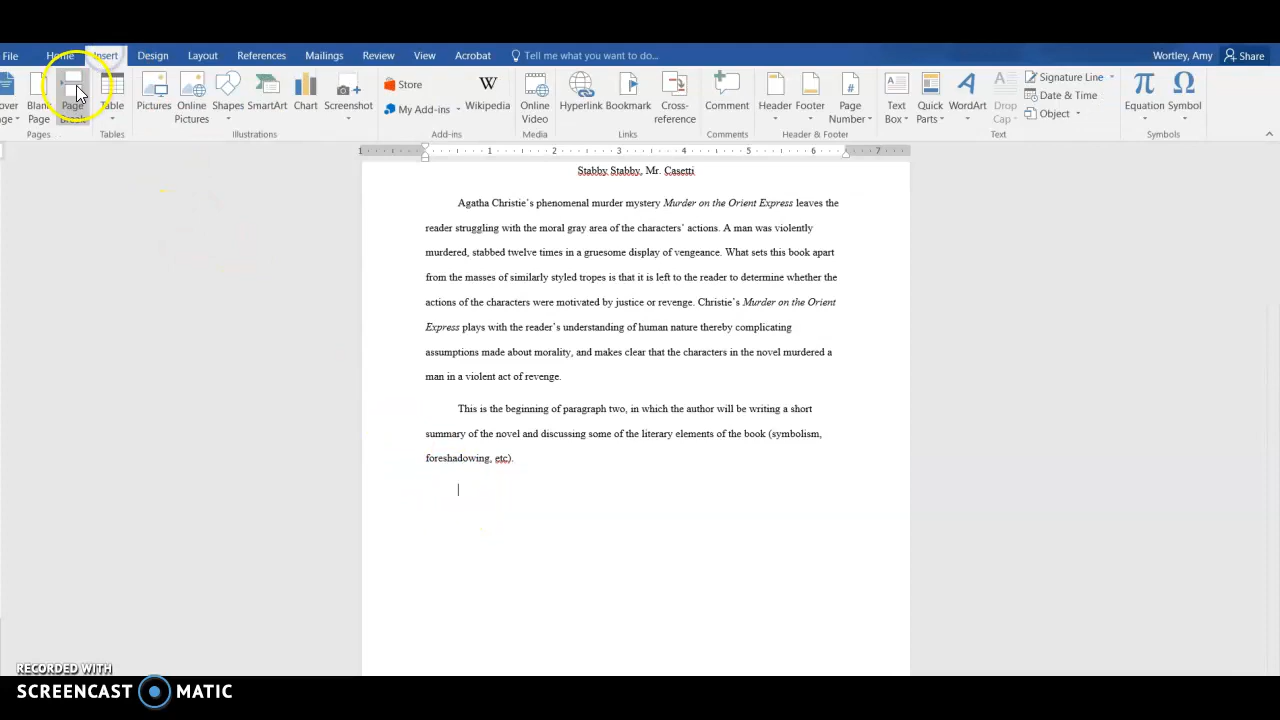 File Home Insert Design Layout References Mailings Review View Acrobat Tell me what you want to do... Wortley, Amy Share
Blank Page
Page
Table
Pictures
Online Pictures
Shapes
SmartArt
Chart
Screenshot
Store
My Add-ins
Wikipedia
Online Video
Hyperlink
Bookmark
Cross-reference
Comment
Header
Footer
Page Number
Text Box
Quick Parts
WordArt
Drop Cap
Signature Line
Date & Time
Object
Equation
Symbol
Pages Tables Illustrations Add-ins Media Links Comments Header & Footer Text Symbols
1 1 2 3 4 5 6 7
Stabby Stabby, Mr. Casetti
Agatha Christie's phenomenal murder mystery Murder on the Orient Express leaves the
reader struggling with the moral gray area of the characters' actions. A man was violently
murdered, stabbed twelve times in a gruesome display of vengeance. What sets this book apart
from the masses of similarly styled tropes is that it is left to the reader to determine whether the
actions of the characters were motivated by justice or revenge. Christie's Murder on the Orient
Express plays with the reader's understanding of human nature thereby complicating
assumptions made about morality, and makes clear that the characters in the novel murdered a
man in a violent act of revenge.
This is the beginning of paragraph two, in which the author will be writing a short
summary of the novel and discussing some of the literary elements of the book (symbolism,
foreshadowing, etc).
RECORDED WITH
SCREENCAST MATIC